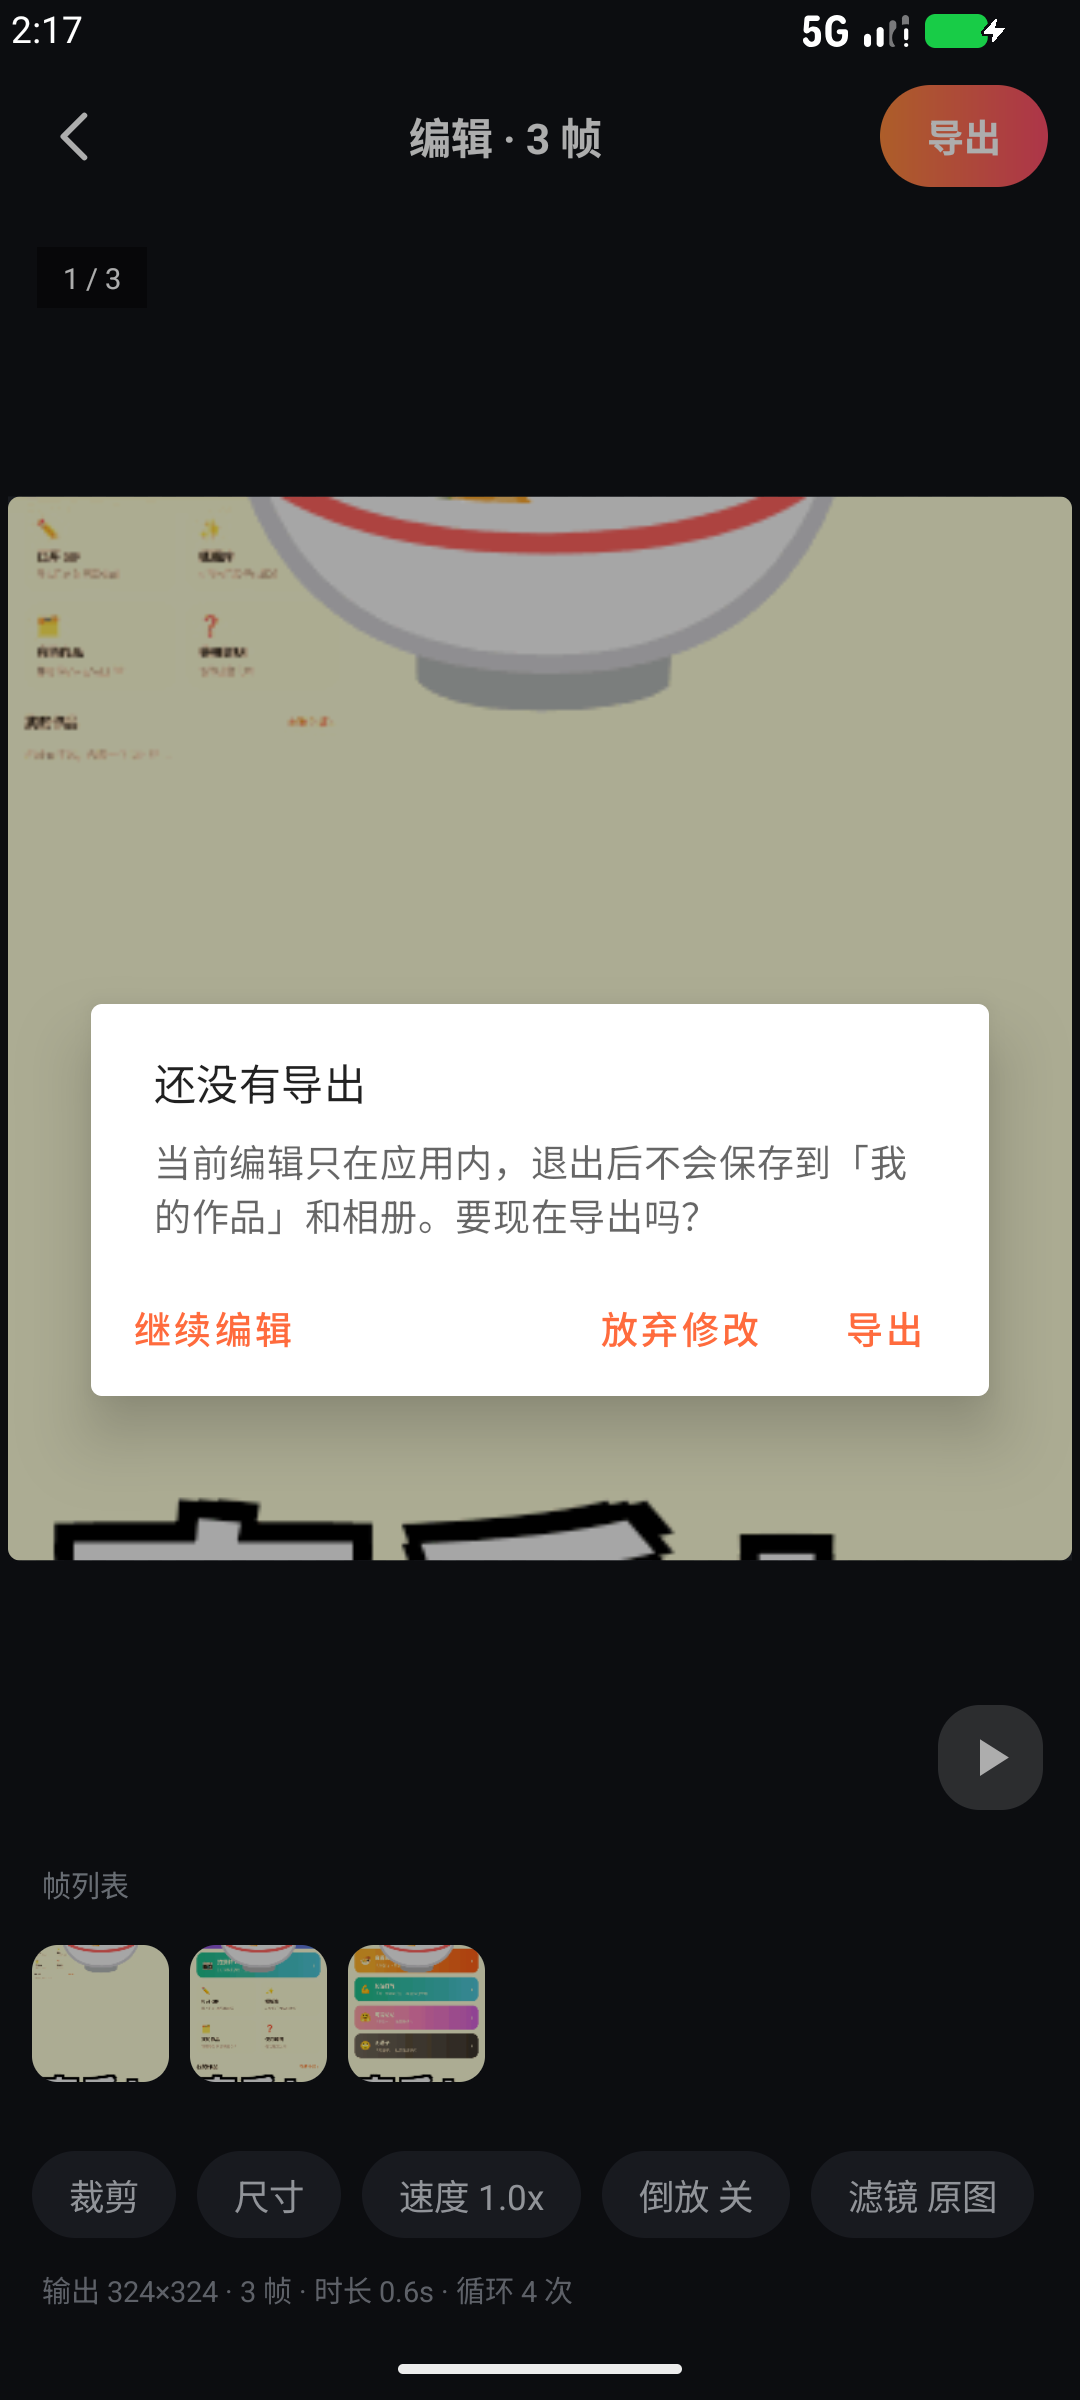 2:17
5G
编辑 · 3 帧
导出
1 / 3
还没有导出
当前编辑只在应用内，退出后不会保存到「我
的作品」和相册。要现在导出吗？
继续编辑
放弃修改
导出
帧列表
裁剪
尺寸
速度 1.0x
倒放 关
滤镜 原图
输出 324×324 · 3 帧 · 时长 0.6s · 循环 4 次